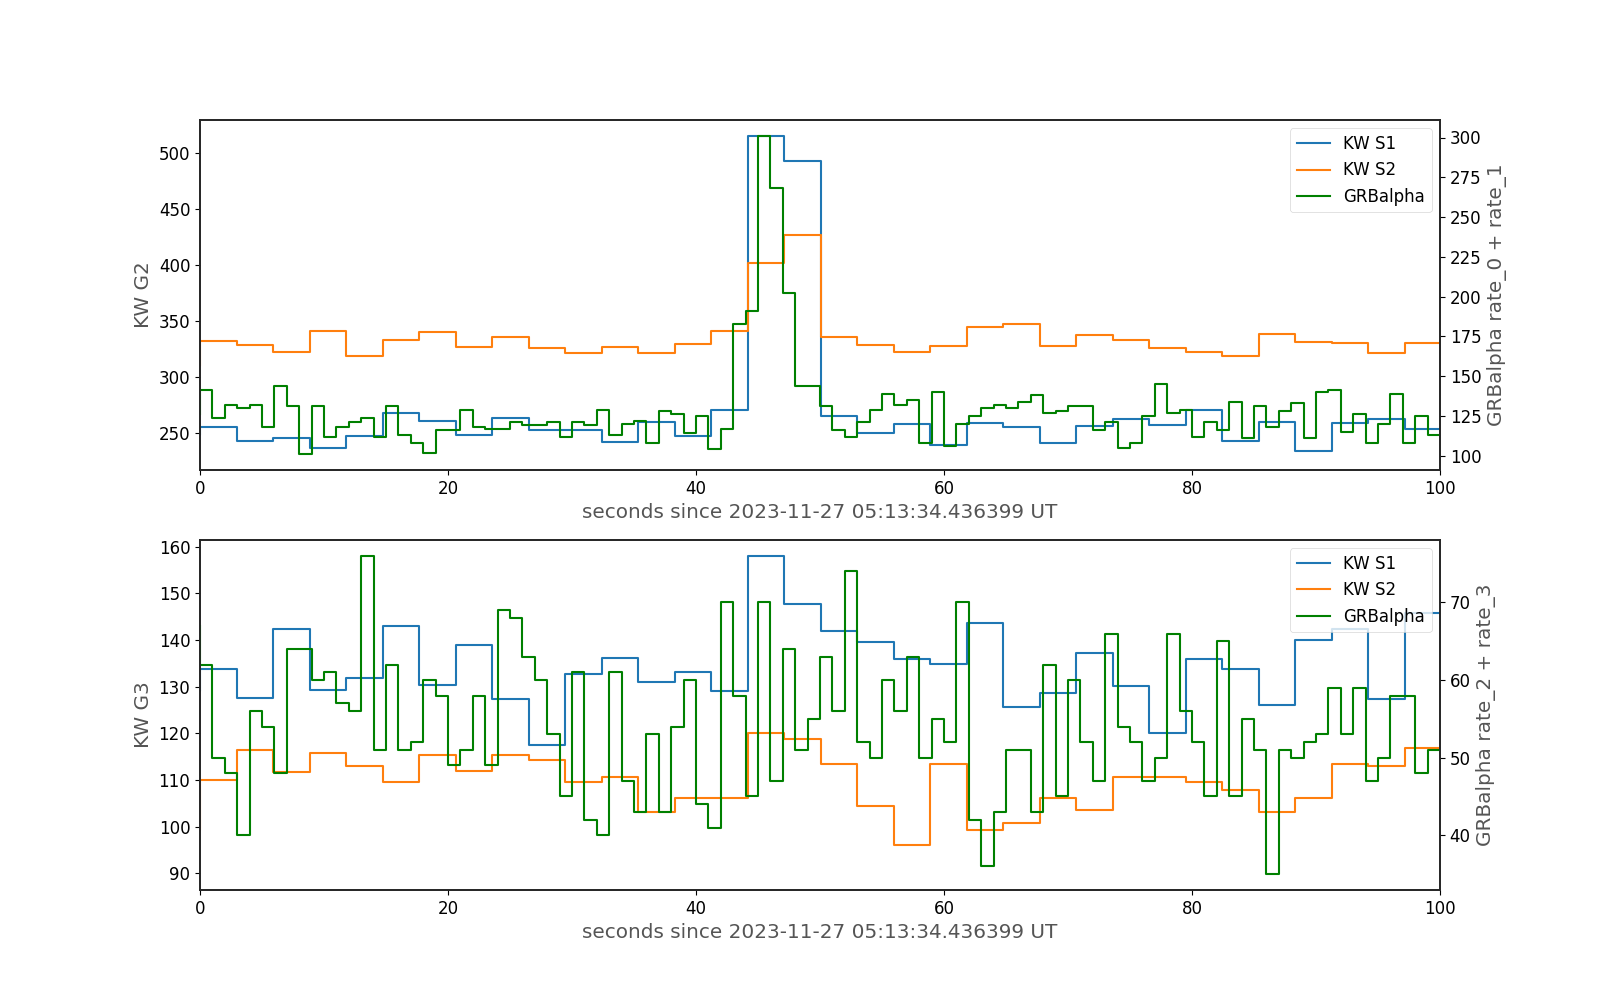 500
450
400
350
300
250
KW G2
300
275
250
225
200
175
150
125
100
GRBalpha rate_0 + rate_1
KW S1
KW S2
GRBalpha
0 20 40 60 80 100
seconds since 2023-11-27 05:13:34.436399 UT
160
150
140
130
120
110
100
90
KW G3
70
60
50
40
GRBalpha rate_2 + rate_3
KW S1
KW S2
GRBalpha
0 20 40 60 80 100
seconds since 2023-11-27 05:13:34.436399 UT